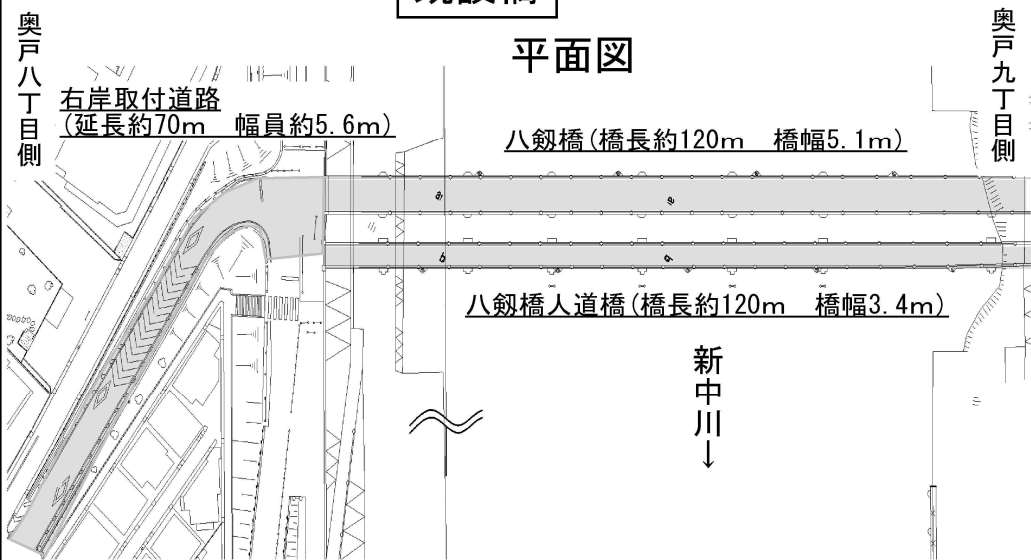 平面図
奥戸八丁目側
奥戸九丁目側
右岸取付道路
(延長約70m 幅員約5.6m)
八剱橋(橋長約120m 橋幅5.1m)
八剱橋人道橋(橋長約120m 橋幅3.4m)
新中川↓